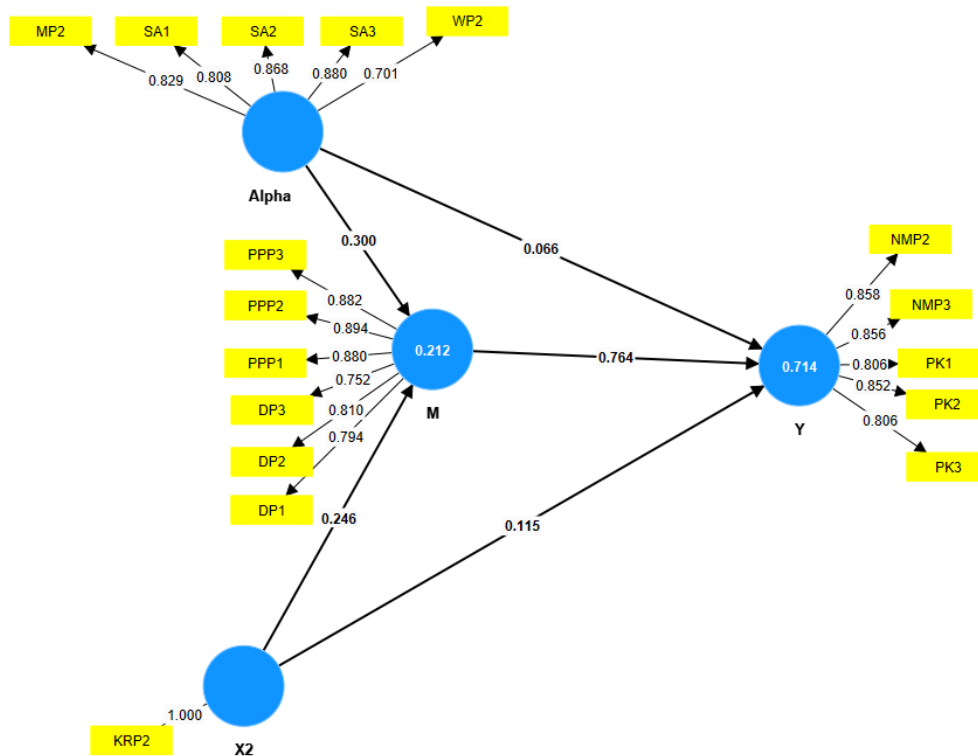 MP2
SA1
SA2
SA3
WP2
0.829
0.808
0.868
0.880
0.701
Alpha
0.300
0.066
PPP3
PPP2
PPP1
DP3
DP2
DP1
0.882
0.894
0.880
0.752
0.810
0.794
0.212
M
0.764
0.246
0.115
NMP2
NMP3
PK1
PK2
PK3
0.858
0.856
0.806
0.852
0.806
0.714
Y
KRP2
1.000
X2